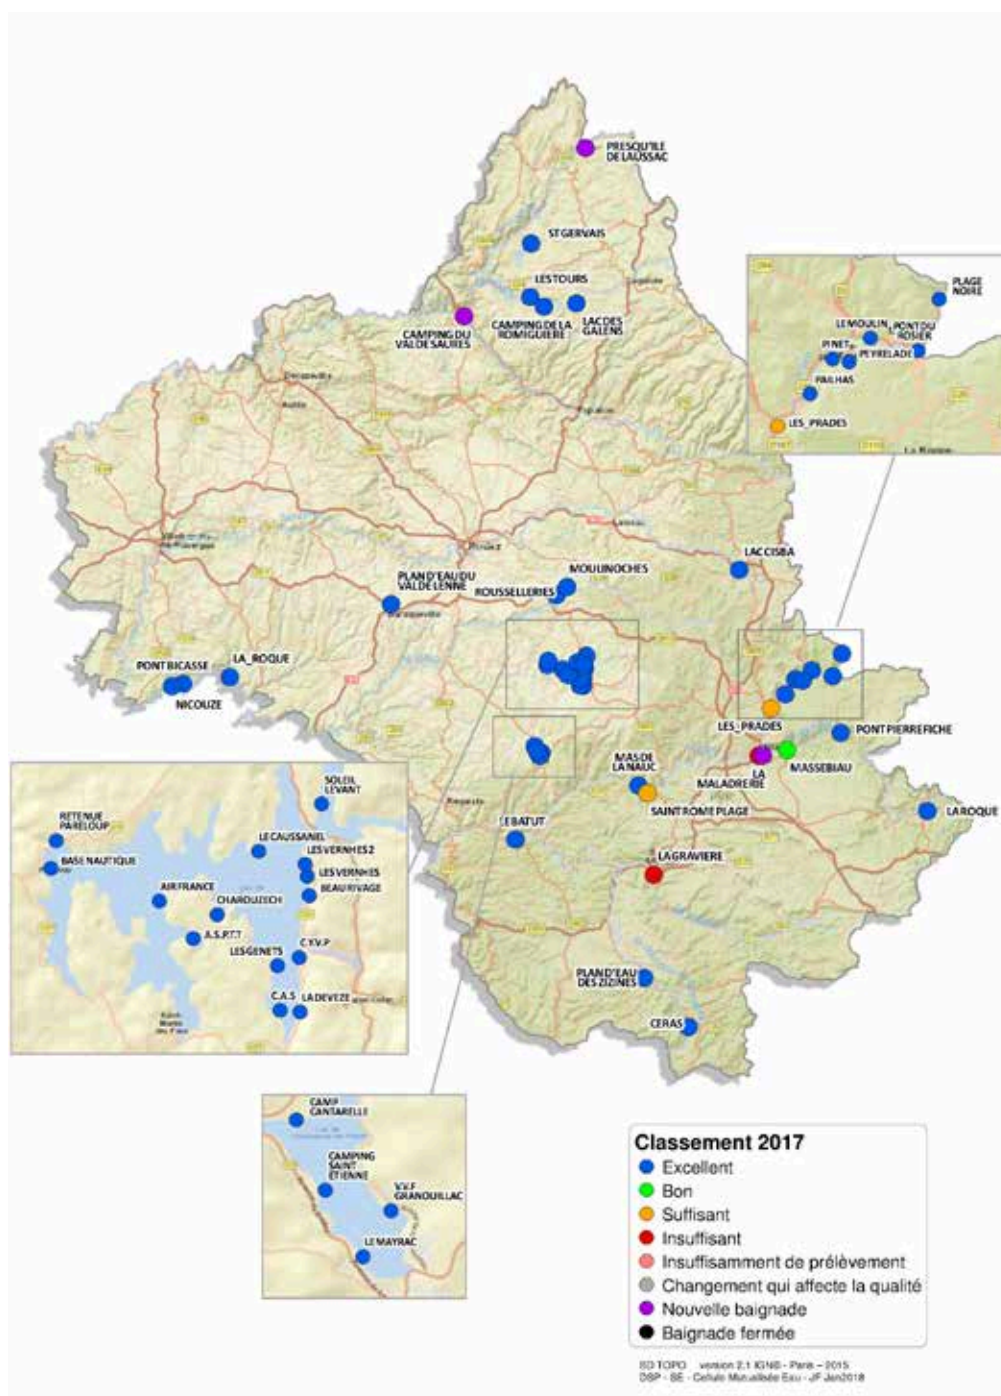 PRESQU'ILE
DE LAUSSAC
ST GERVAIS
LES TOURS
CAMPING DU
VAL DE SAURES
CAMPING DE LA
ROMIGUIERE
LAC DES
GALENS
PLAGE
NOIRE
LE MOULIN
PONT DU
ROSIER
PINET
PEYRELADE
PAILHAS
LES_PRADES
LAC CISBA
MOULINOCHES
ROUSSELLERIES
PLAN D'EAU DU
VAL DE LENNE
PONT BICASSE
LA_ROQUE
NICOUZE
LES_PRADES
PONT PIERREFICHE
MASSEBIAU
LA
MALADRERIE
MAS DE
LA NAUC
SAINT ROME PLAGE
LA ROQUE
LE BATUT
LAGRAVIERE
PLAN D'EAU
DES ZIZINES
CERAS
SOLEIL
LEVANT
RETENUE
PARELOUP
BASE NAUTIQUE
LE CAUSSANEL
LES VERNHES 2
LES VERNHES
BEAU RIVAGE
AIR FRANCE
CHAROUZECH
A.S.P.T.T
LES GENETS
C.Y.V.P
C.A.S
LA DEVEZE
CAMP
CANTARELLE
CAMPING
SAINT
ETIENNE
V.V.F
GRANOUILLAC
LE MAYRAC
Classement 2017
Excellent
Bon
Suffisant
Insuffisant
Insuffisamment de prélèvement
Changement qui affecte la qualité
Nouvelle baignade
Baignade fermée
BD TOPO version 2.1 IGN© - Paris - 2015
DSP - SE - Cellule Mutualisée Eau - JF Jan2018